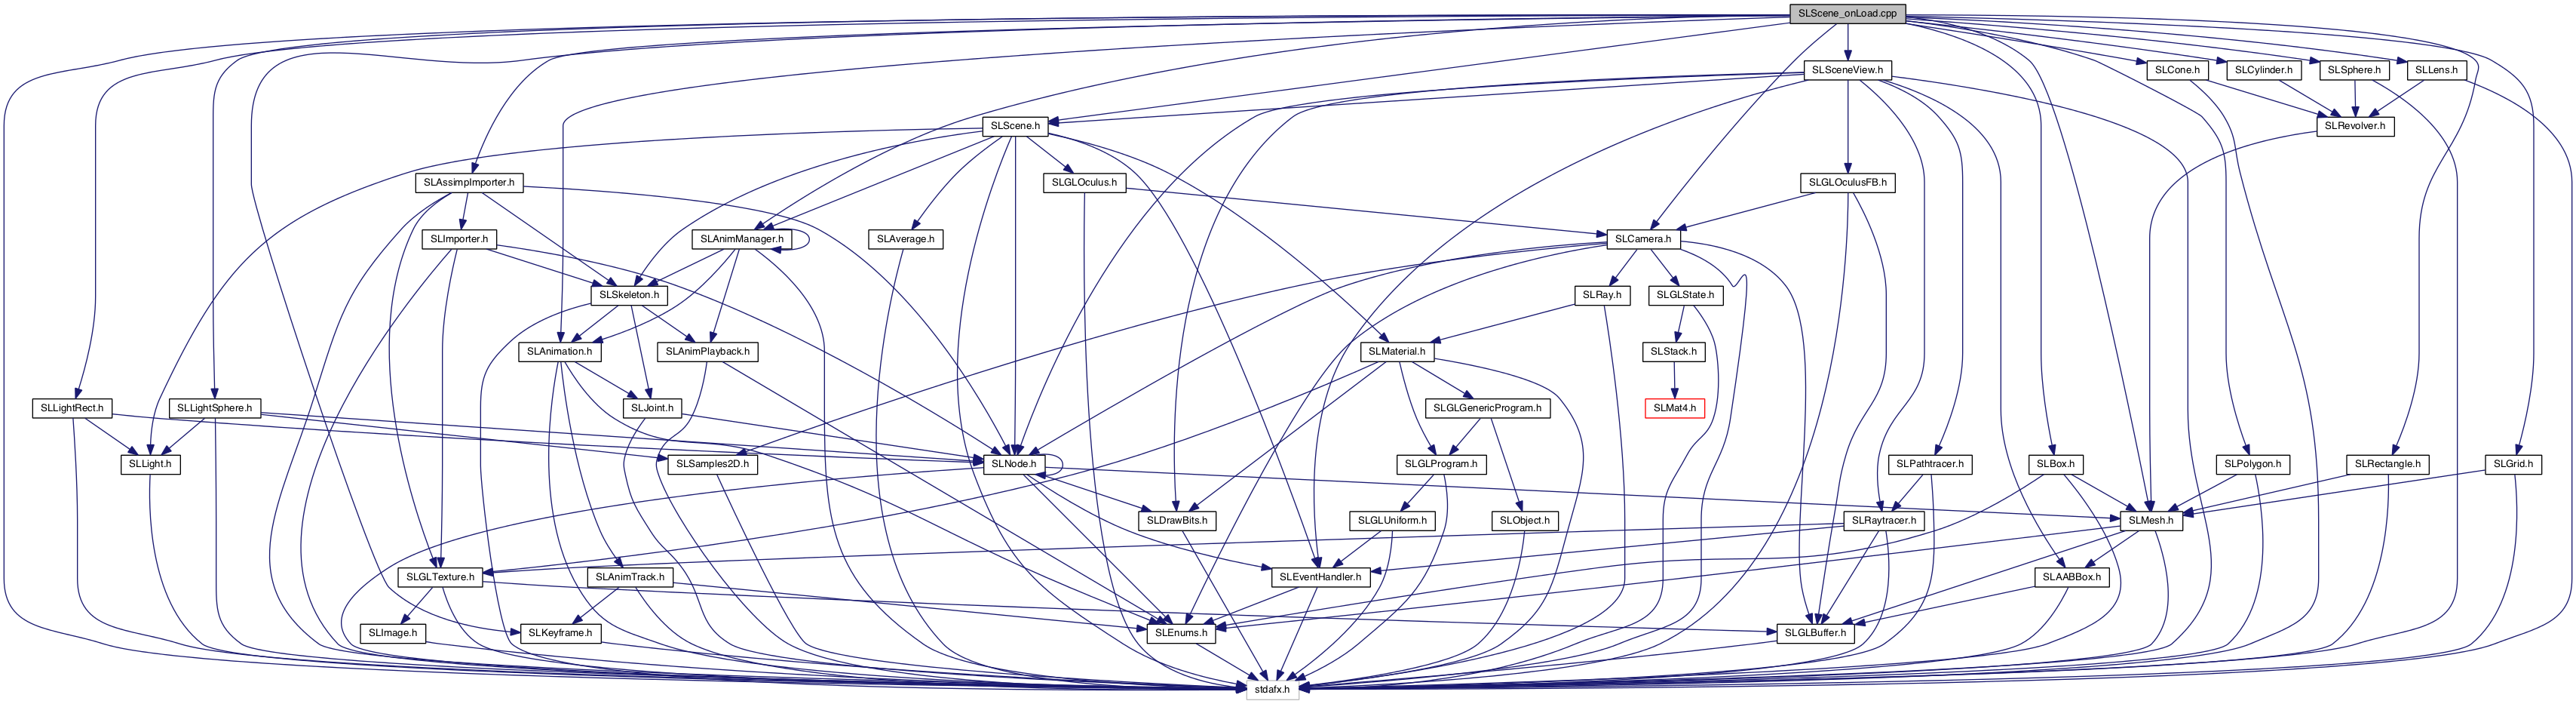 SLScene_onLoad.cpp
SLSceneView.h
SLCone.h
SLCylinder.h
SLSphere.h
SLLens.h
SLScene.h
SLRevolver.h
SLAssimpImporter.h
SLGLOculus.h
SLGLOculusFB.h
SLImporter.h
SLAnimManager.h
SLAverage.h
SLCamera.h
SLSkeleton.h
SLRay.h
SLGLState.h
SLAnimation.h
SLAnimPlayback.h
SLMaterial.h
SLStack.h
SLLightRect.h
SLLightSphere.h
SLJoint.h
SLGLGenericProgram.h
SLMat4.h
SLLight.h
SLSamples2D.h
SLNode.h
SLGLProgram.h
SLPathtracer.h
SLBox.h
SLPolygon.h
SLRectangle.h
SLGrid.h
SLDrawBits.h
SLGLUniform.h
SLObject.h
SLRaytracer.h
SLMesh.h
SLGLTexture.h
SLAnimTrack.h
SLEventHandler.h
SLAABBox.h
SLImage.h
SLKeyframe.h
SLEnums.h
SLGLBuffer.h
stdafx.h